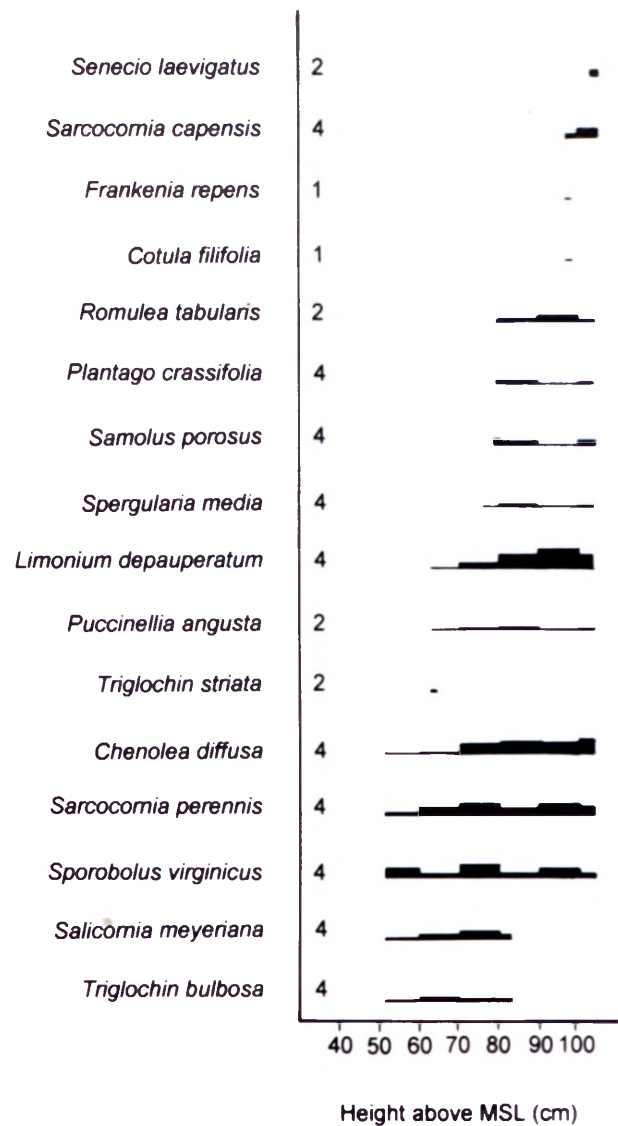 Senecio laevigatus 2
Sarcocornia capensis 4
Frankenia repens 1
Cotula filifolia 1
Romulea tabularis 2
Plantago crassifolia 4
Samolus porosus 4
Spergularia media 4
Limonium depauperatum 4
Puccinellia angusta 2
Triglochin striata 2
Chenolea diffusa 4
Sarcocornia perennis 4
Sporobolus virginicus 4
Salicornia meyeriana 4
Triglochin bulbosa 4
40 50 60 70 80 90 100
Height above MSL (cm)